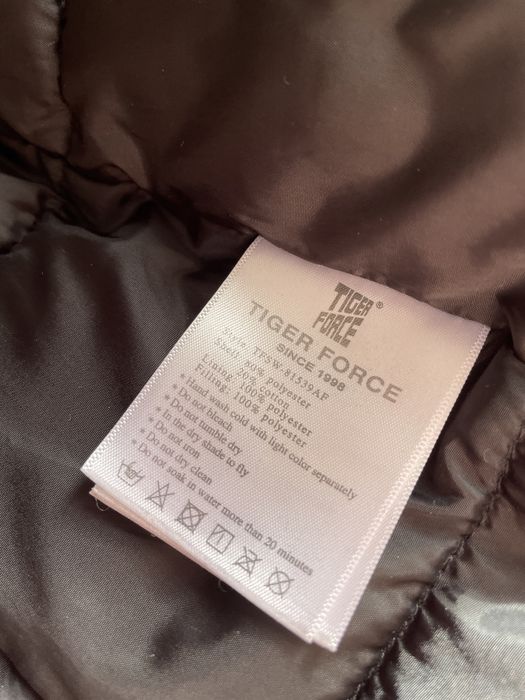 TIGER
FORCE®
TIGER FORCE
SINCE 1998
Style: TFSW-81539AF
Shell: 80% polyester
20% cotton
Lining: 100% polyester
Filling: 100% polyester
• Hand wash cold with light color separately
• Do not bleach
• Do not tumble dry
• In the dry shade to fly
• Do not iron
• Do not dry clean
• Do not soak in water more than 20 minutes